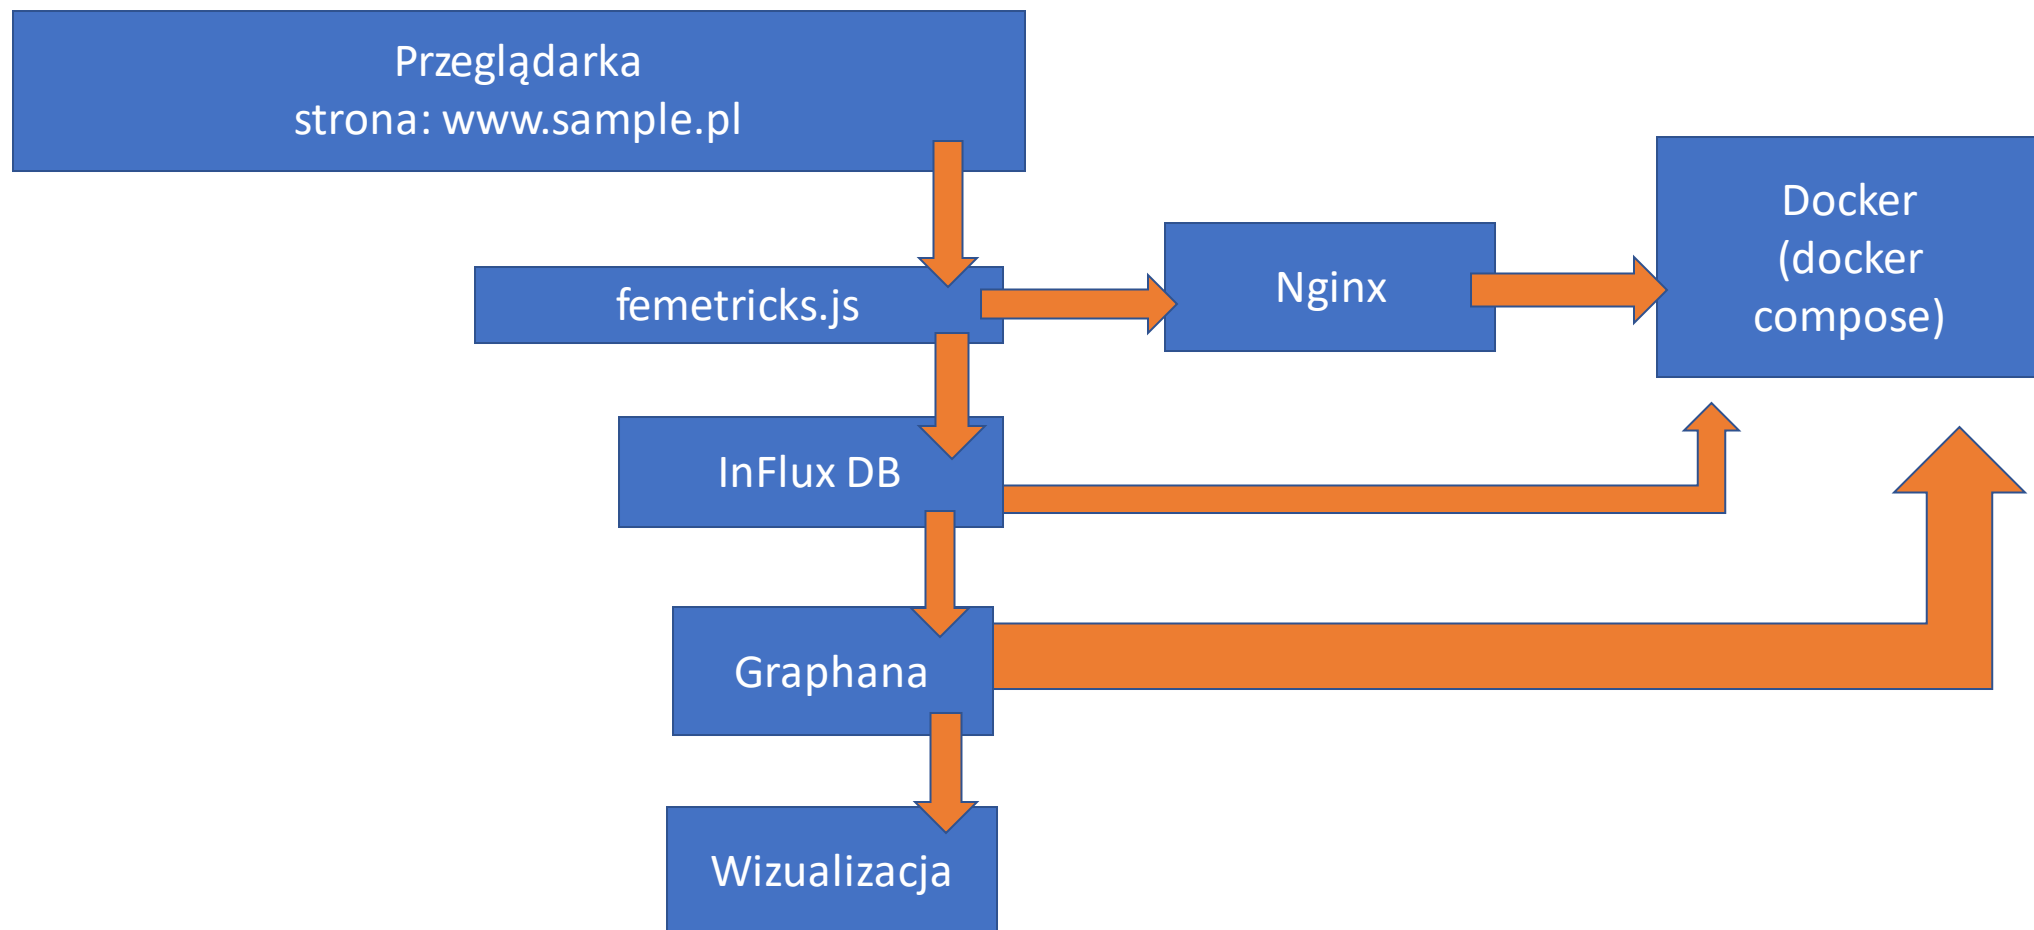 Przeglądarka
strona: www.sample.pl
femetricks.js
Nginx
Docker
(docker
compose)
InFlux DB
Graphana
Wizualizacja